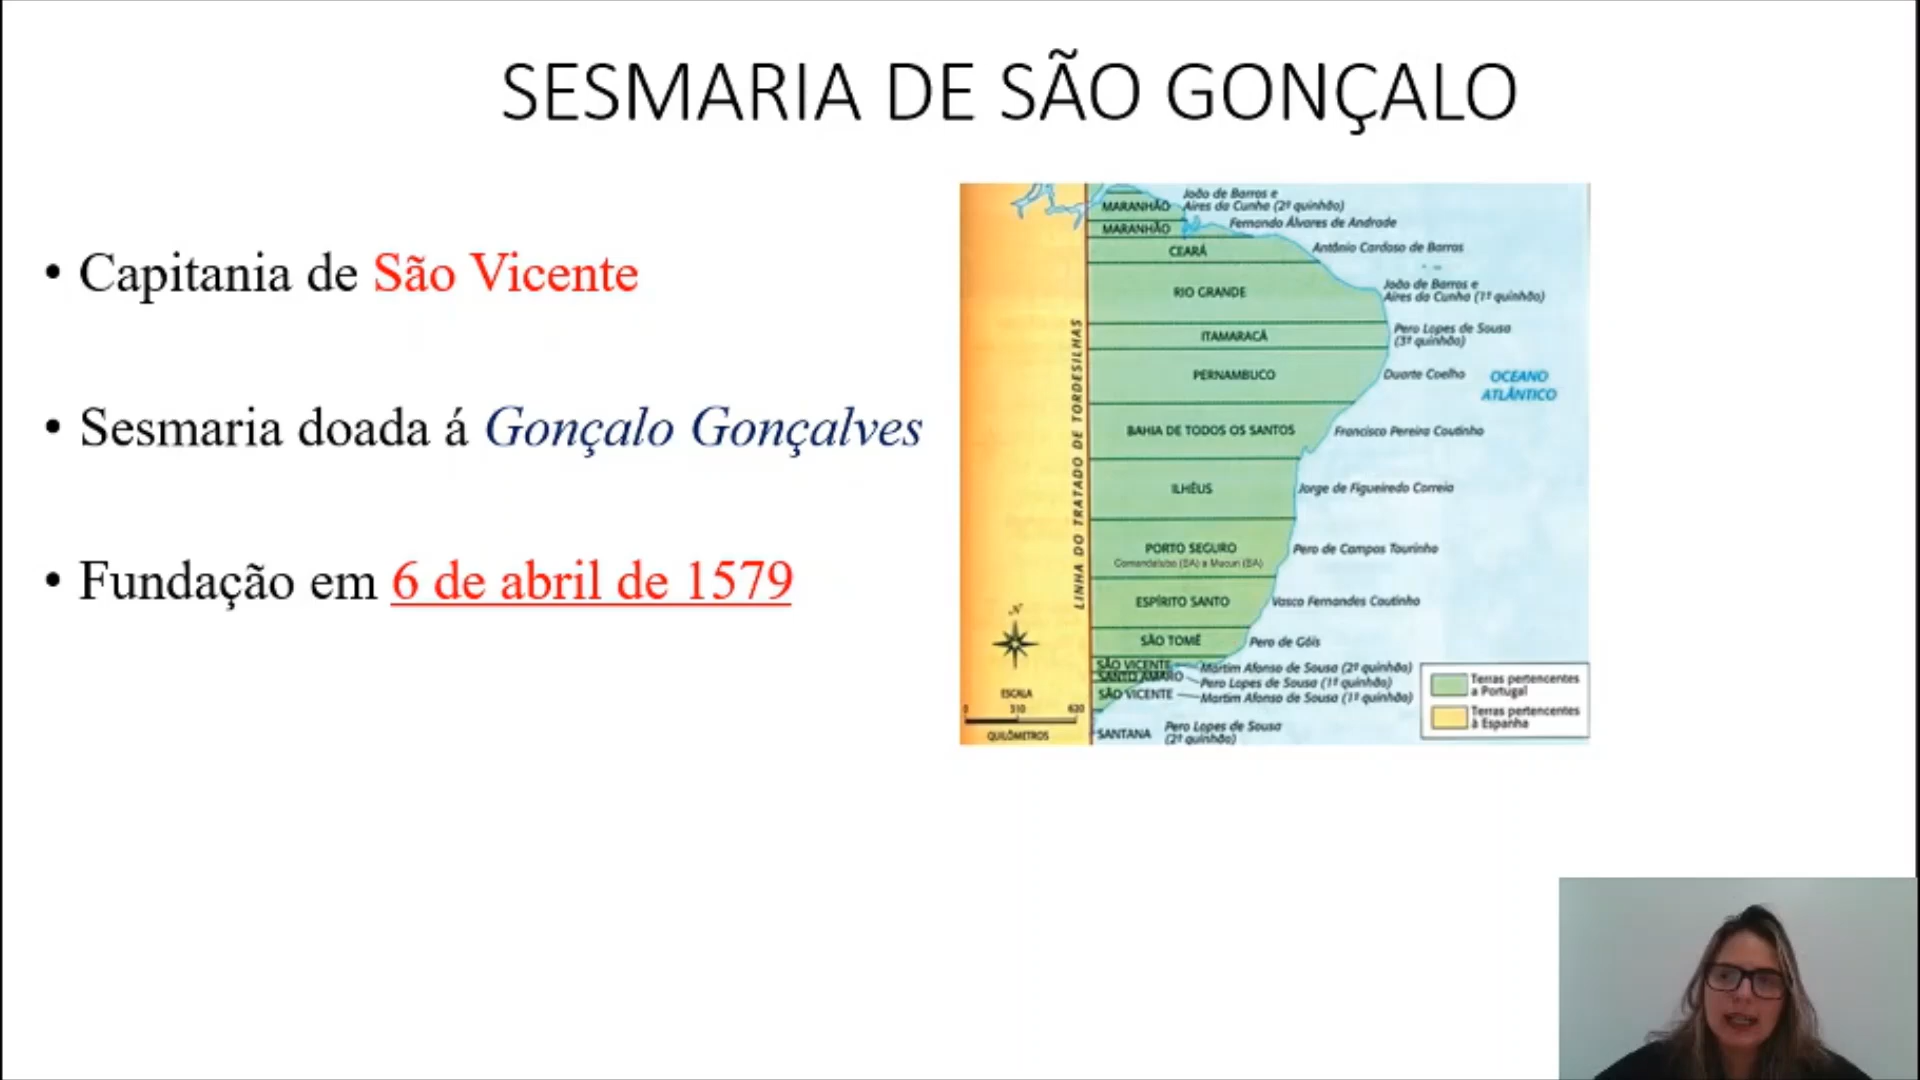 SESMARIA DE SÃO GONÇALO
• Capitania de São Vicente
• Sesmaria doada á Gonçalo Gonçalves
• Fundação em 6 de abril de 1579
João de Barros e
MARANHÃO Aires da Cunha (2º quinhão)
MARANHÃO Fernando Álvares de Andrade
CEARÁ Antônio Cardoso de Barros
João de Barros e
RIO GRANDE Aires da Cunha (1º quinhão)
ITAMARACÁ Pero Lopes de Sousa
(3º quinhão)
PERNAMBUCO Duarte Coelho
OCEANO
ATLÂNTICO
BAHIA DE TODOS OS SANTOS Francisco Pereira Coutinho
ILHÉUS Jorge de Figueiredo Correia
PORTO SEGURO Pero de Campos Tourinho
Comandatuba (BA) a Mucuri (BA)
ESPÍRITO SANTO Vasco Fernandes Coutinho
SÃO TOMÉ Pero de Góis
SÃO VICENTE Martim Afonso de Sousa (2º quinhão)
SANTO AMARO Pero Lopes de Sousa (1º quinhão)
SÃO VICENTE Martim Afonso de Sousa (1º quinhão)
SANTANA Pero Lopes de Sousa
(2º quinhão)
LINHA DO TRATADO DE TORDESILHAS
N
ESCALA
0 310 620
QUILÔMETROS
Terras pertencentes
a Portugal
Terras pertencentes
à Espanha